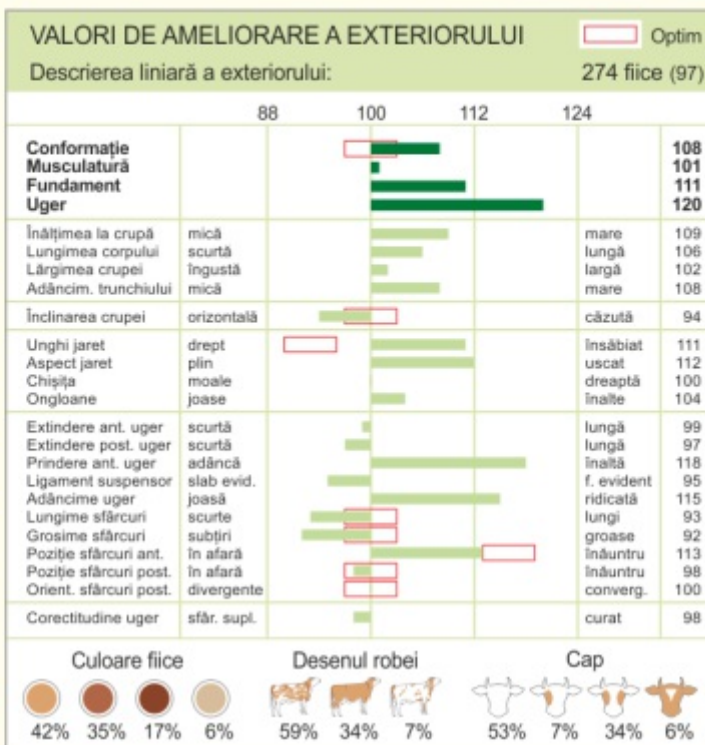 VALORI DE AMELIORARE A EXTERIORULUI Optim
Descrierea liniară a exteriorului: 274 fiice (97)
88 100 112 124
Conformație 108
Musculatură 101
Fundament 111
Uger 120
Înălțimea la crupă mică mare 109
Lungimea corpului scurtă lungă 106
Lărgimea crupei îngustă largă 102
Adâncim. trunchiului mică mare 108
Înclinarea crupei orizontală căzută 94
Unghi jaret drept însăbiat 111
Aspect jaret plin uscat 112
Chișița moale dreaptă 100
Ongloane joase înalte 104
Extindere ant. uger scurtă lungă 99
Extindere post. uger scurtă lungă 97
Prindere ant. uger adâncă înaltă 118
Ligament suspensor slab evid. f. evident 95
Adâncime uger joasă ridicată 115
Lungime sfârcuri scurte lungi 93
Grosime sfârcuri subțiri groase 92
Poziție sfârcuri ant. în afară înăuntru 113
Poziție sfârcuri post. în afară înăuntru 98
Orient. sfârcuri post. divergente converg. 100
Corectitudine uger sfâr. supl. curat 98
Culoare fiice Desenul robei Cap
42% 35% 17% 6% 59% 34% 7% 53% 7% 34% 6%